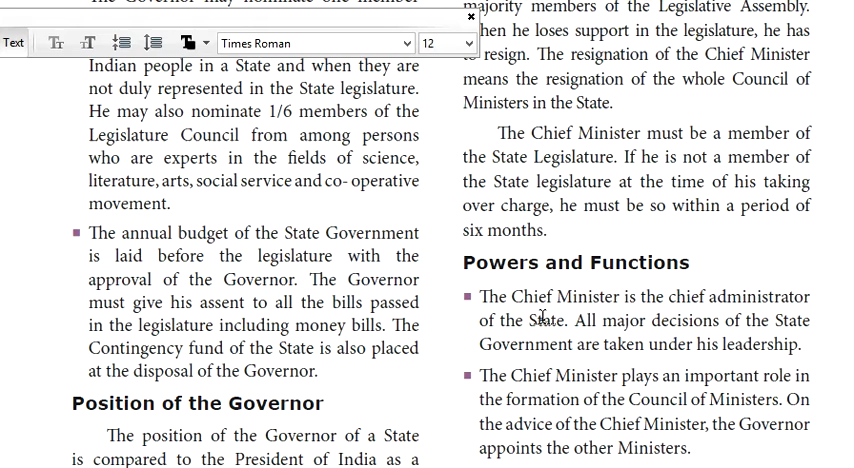 The Governor may nominate one member
Text
Times Roman
12
Indian people in a State and when they are
not duly represented in the State legislature.
He may also nominate 1/6 members of the
Legislature Council from among persons
who are experts in the fields of science,
literature, arts, social service and co- operative
movement.
The annual budget of the State Government
is laid before the legislature with the
approval of the Governor. The Governor
must give his assent to all the bills passed
in the legislature including money bills. The
Contingency fund of the State is also placed
at the disposal of the Governor.
Position of the Governor
The position of the Governor of a State
is compared to the President of India as a
majority members of the Legislative Assembly.
When he loses support in the legislature, he has
to resign. The resignation of the Chief Minister
means the resignation of the whole Council of
Ministers in the State.
The Chief Minister must be a member of
the State Legislature. If he is not a member of
the State legislature at the time of his taking
over charge, he must be so within a period of
six months.
Powers and Functions
The Chief Minister is the chief administrator
of the State. All major decisions of the State
Government are taken under his leadership.
The Chief Minister plays an important role in
the formation of the Council of Ministers. On
the advice of the Chief Minister, the Governor
appoints the other Ministers.